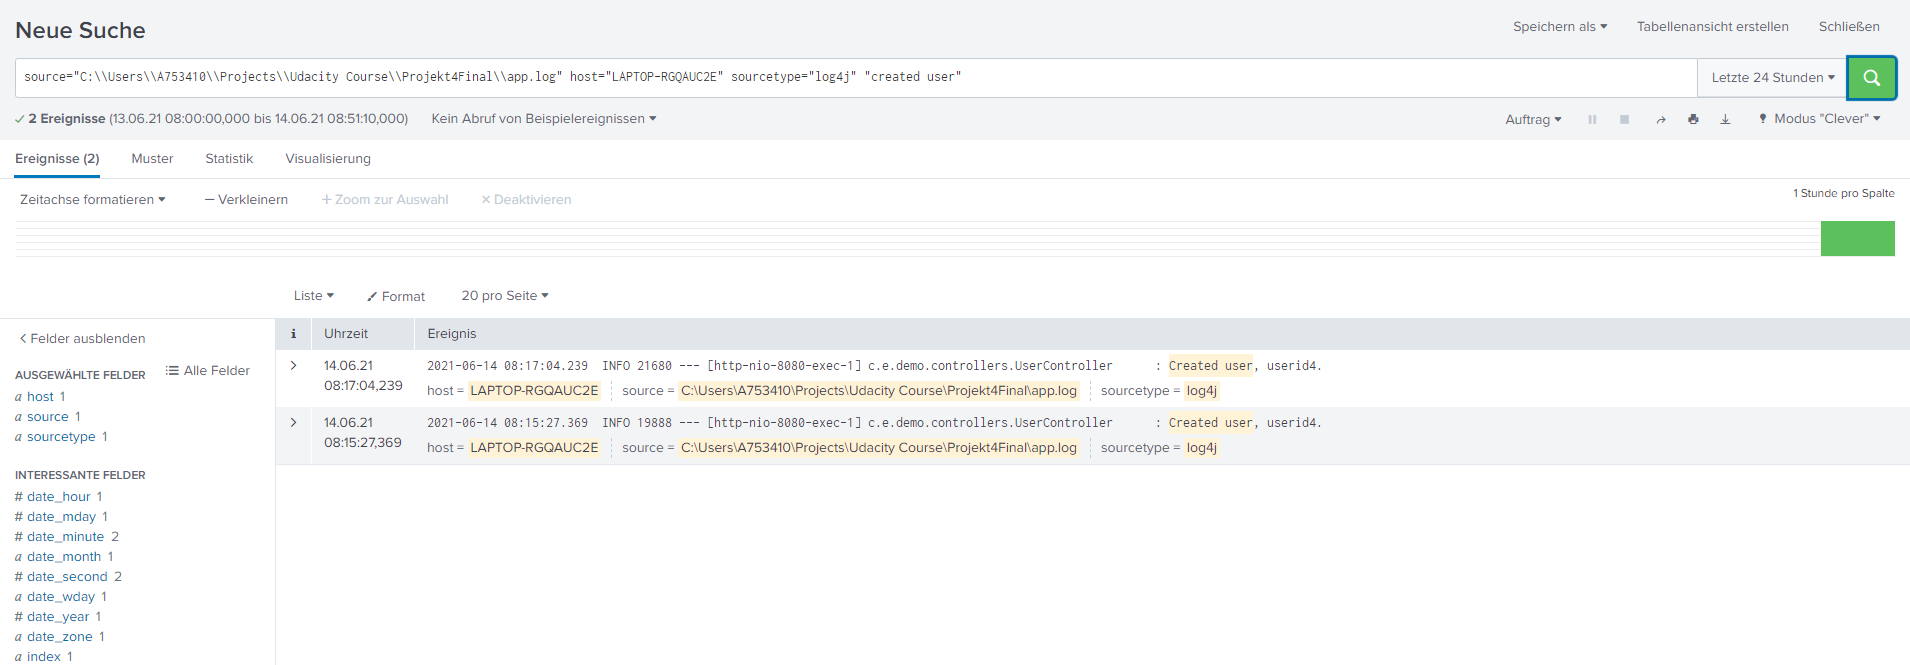 Neue Suche
Speichern als Tabellenansicht erstellen Schließen
source="C:\\Users\\A753410\\Projects\\Udacity Course\\Projekt4Final\\app.log" host="LAPTOP-RGQAUC2E" sourcetype="log4j" "created user"
Letzte 24 Stunden
2 Ereignisse (13.06.21 08:00:00,000 bis 14.06.21 08:51:10,000) Kein Abruf von Beispielereignissen
Auftrag Modus "Clever"
Ereignisse (2) Muster Statistik Visualisierung
Zeitachse formatieren — Verkleinern + Zoom zur Auswahl × Deaktivieren
1 Stunde pro Spalte
Liste Format 20 pro Seite
i Uhrzeit Ereignis
14.06.21
08:17:04,239
2021-06-14 08:17:04.239  INFO 21680 --- [http-nio-8080-exec-1] c.e.demo.controllers.UserController      : Created user, userid4.
host = LAPTOP-RGQAUC2E source = C:\Users\A753410\Projects\Udacity Course\Projekt4Final\app.log sourcetype = log4j
14.06.21
08:15:27,369
2021-06-14 08:15:27.369  INFO 19888 --- [http-nio-8080-exec-1] c.e.demo.controllers.UserController      : Created user, userid4.
host = LAPTOP-RGQAUC2E source = C:\Users\A753410\Projects\Udacity Course\Projekt4Final\app.log sourcetype = log4j
< Felder ausblenden
AUSGEWÄHLTE FELDER Alle Felder
a host 1
a source 1
a sourcetype 1
INTERESSANTE FELDER
# date_hour 1
# date_mday 1
# date_minute 2
a date_month 1
# date_second 2
a date_wday 1
# date_year 1
a date_zone 1
a index 1